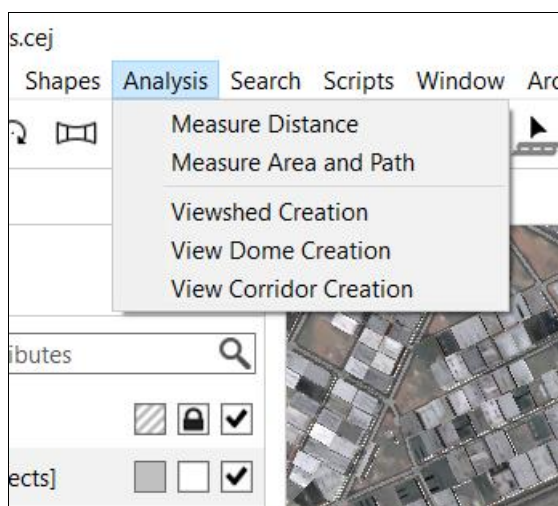 s.cej
Shapes Analysis Search Scripts Window Arc
Measure Distance
Measure Area and Path
Viewshed Creation
View Dome Creation
View Corridor Creation
ibutes
ects]